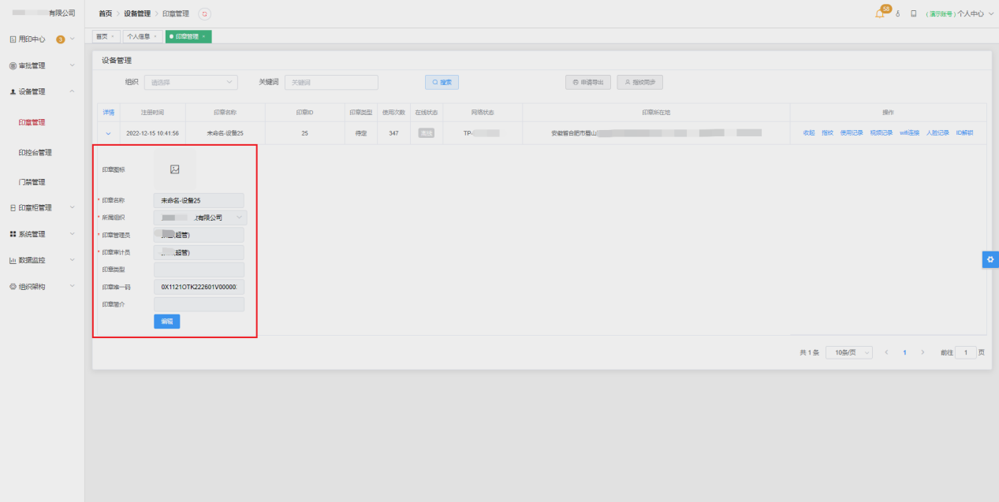 有限公司
首页 > 设备管理 > 印章管理
58
(演示账号) 个人中心
首页 × 个人信息 × 印章管理 ×
用印中心 3
审批管理
设备管理
印章管理
印控台管理
门禁管理
印章柜管理
系统管理
数据监控
组织架构
设备管理
组织 请选择 关键词 关键词 搜索 申请导出 指纹同步
详情 注册时间 印章名称 印章ID 印章类型 使用次数 在线状态 网络状态 印章所在地 操作
2022-12-15 10:41:56 未命名-设备25 25 待定 347 TP- 安徽省合肥市蜀山 收起 指纹 使用记录 视频记录 wifi连接 人脸记录 ID解锁
印章图标
* 印章名称 未命名-设备25
* 所属组织 有限公司
* 印章管理员 (超管)
* 印章审计员 (超管)
印章类型
印章唯一码 0X1121OTK222601V00000
印章简介
编辑
共 1 条 10条/页 < 1 > 前往 1 页